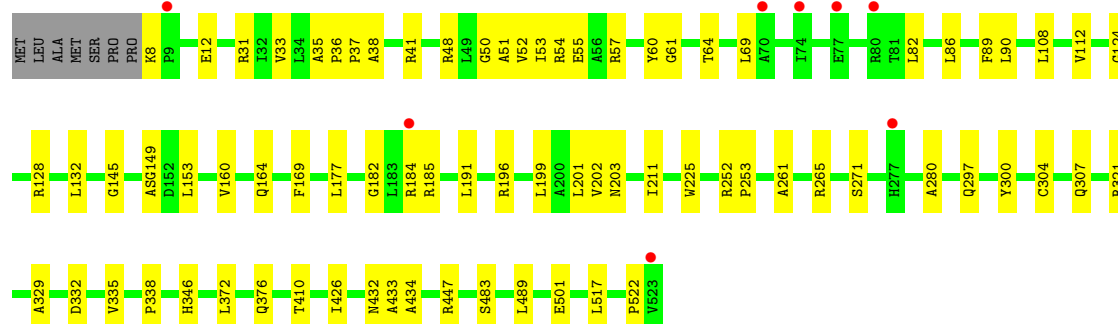 MET LEU ALA MET SER PRO PRO K8 P9 E12 R31 I32 V33 L34 A35 P36 P37 A38 R41 R48 L49 G50 A51 V52 I53 R54 E55 A56 R57 Y60 G61 T64 L69 A70 I74 E77 R80 T81 L82 L86 F89 L90 L108 V112
R128 L132 G145 ASG149 D152 L153 V160 Q164 F169 L177 G182 L183 R184 R185 L191 R196 L199 A200 L201 V202 N203 I211 W225 R252 P253 A261 R265 S271 H277 A280 Q297 Y300 C304 Q307
A329 D332 V335 P338 H346 L372 Q376 T410 I426 N432 A433 A434 R447 S483 L489 E501 L517 P522 V523